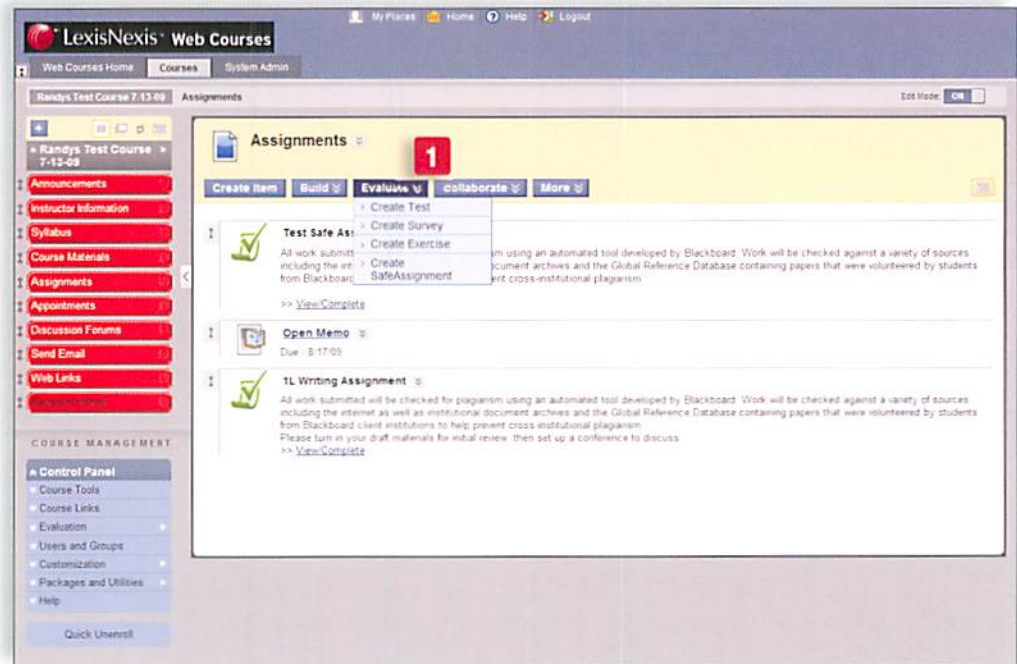 My Places Home Help Logout
LexisNexis Web Courses
Web Courses Home Courses System Admin
Randys Test Course 7-13-09 Assignments Edit Mode: ON
Randys Test Course
7-13-09
Announcements
Instructor Information
Syllabus
Course Materials
Assignments
Appointments
Discussion Forums
Send Email
Web Links
COURSE MANAGEMENT
Control Panel
Course Tools
Course Links
Evaluation
Users and Groups
Customization
Packages and Utilities
Help
Quick Unenroll
Assignments
1
Create Item Build Evaluate collaborate More
Create Test
Create Survey
Create Exercise
Create
SafeAssignment
Test Safe Ass
All work submitt sm using an automated tool developed by Blackboard. Work will be checked against a variety of sources
including the int document archives and the Global Reference Database containing papers that were volunteered by students
from Blackboard ent cross-institutional plagiarism
>> View/Complete
Open Memo
Due - 8/17/09
1L Writing Assignment
All work submitted will be checked for plagiarism using an automated tool developed by Blackboard. Work will be checked against a variety of sources
including the internet as well as institutional document archives and the Global Reference Database containing papers that were volunteered by students
from Blackboard client institutions to help prevent cross-institutional plagiarism
Please turn in your draft materials for initial review, then set up a conference to discuss
>> View/Complete